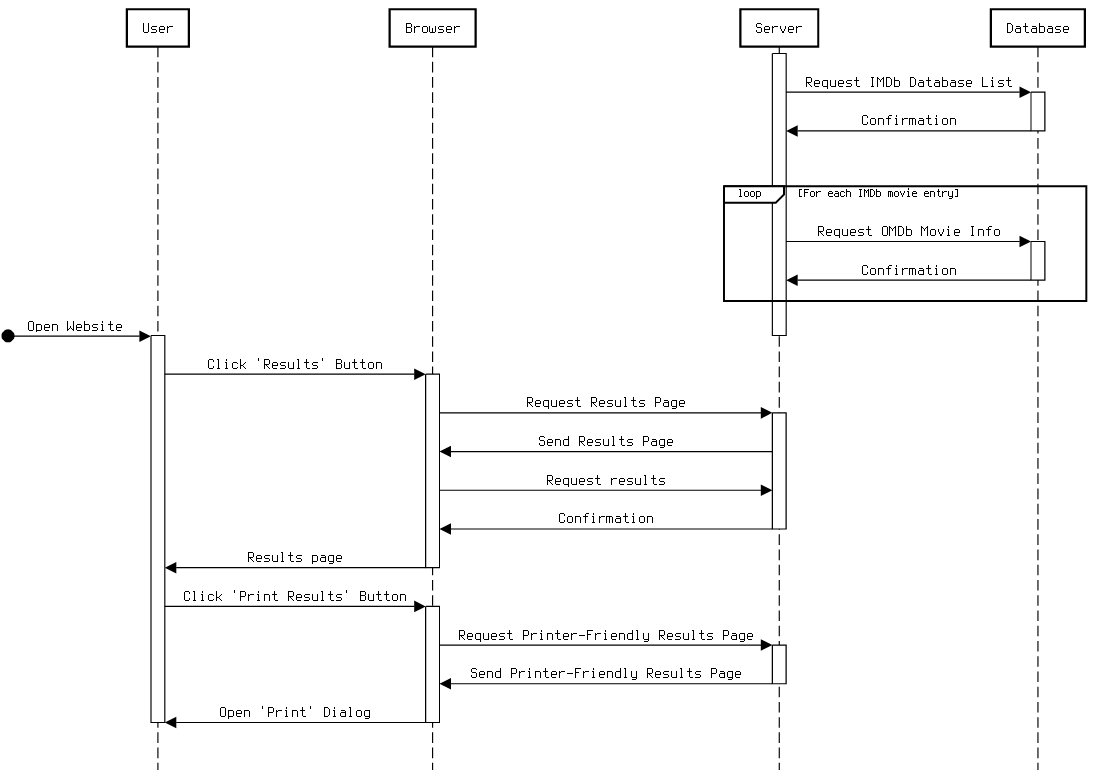 User
Browser
Server
Database
Request IMDb Database List
Confirmation
loop
[For each IMDb movie entry]
Request OMDb Movie Info
Confirmation
Open Website
Click 'Results' Button
Request Results Page
Send Results Page
Request results
Confirmation
Results page
Click 'Print Results' Button
Request Printer-Friendly Results Page
Send Printer-Friendly Results Page
Open 'Print' Dialog